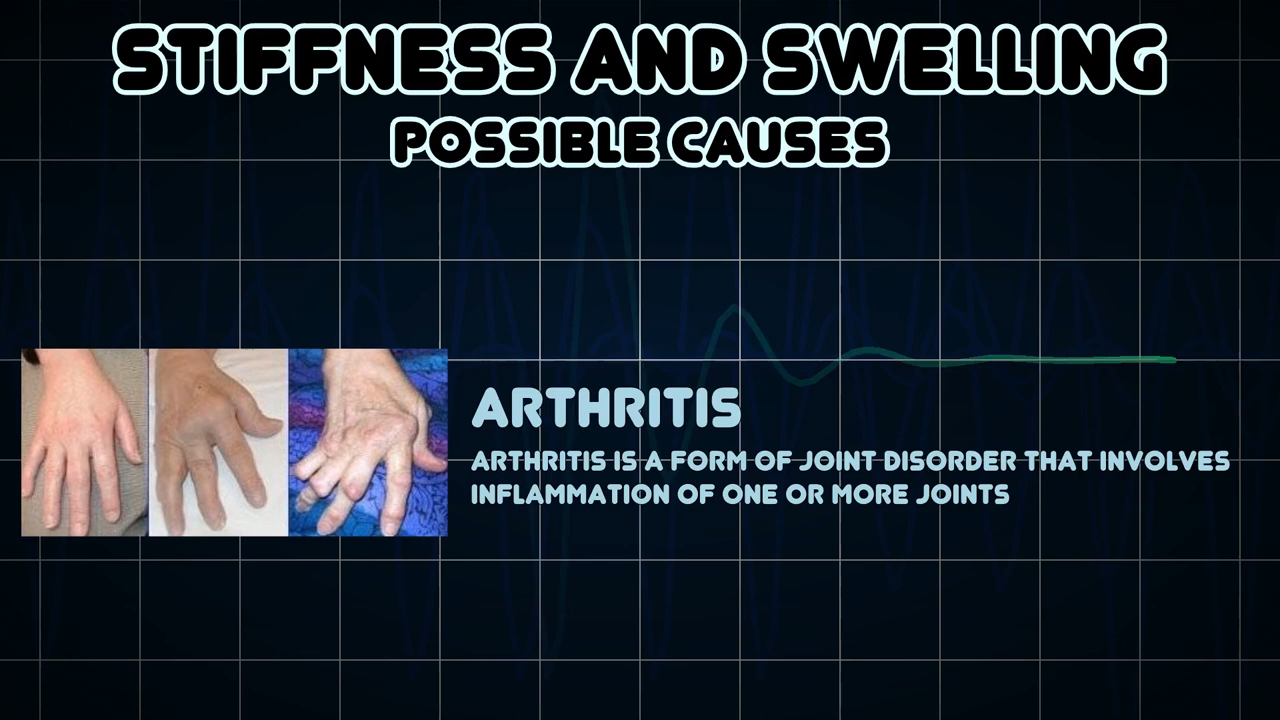 STIFFNESS AND SWELLING
POSSIBLE CAUSES
ARTHRITIS
ARTHRITIS IS A FORM OF JOINT DISORDER THAT INVOLVES
INFLAMMATION OF ONE OR MORE JOINTS